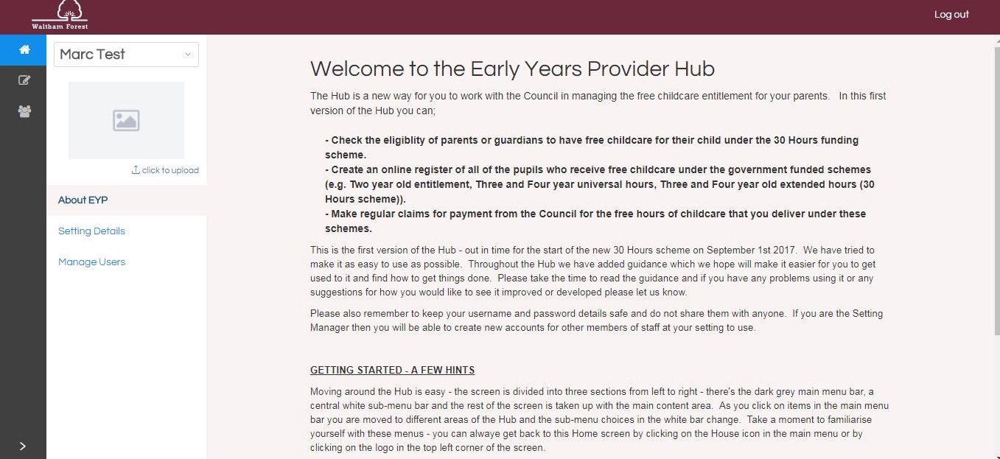 Waltham Forest
Log out
Marc Test
click to upload
About EYP
Setting Details
Manage Users
Welcome to the Early Years Provider Hub
The Hub is a new way for you to work with the Council in managing the free childcare entitlement for your parents. In this first
version of the Hub you can;
- Check the eligiblity of parents or guardians to have free childcare for their child under the 30 Hours funding
scheme.
- Create an online register of all of the pupils who receive free childcare under the government funded schemes
(e.g. Two year old entitlement, Three and Four year universal hours, Three and Four year old extended hours (30
Hours scheme)).
- Make regular claims for payment from the Council for the free hours of childcare that you deliver under these
schemes.
This is the first version of the Hub - out in time for the start of the new 30 Hours scheme on September 1st 2017. We have tried to
make it as easy to use as possible. Throughout the Hub we have added guidance which we hope will make it easier for you to get
used to it and find how to get things done. Please take the time to read the guidance and if you have any problems using it or any
suggestions for how you would like to see it improved or developed please let us know.
Please also remember to keep your username and password details safe and do not share them with anyone. If you are the Setting
Manager then you will be able to create new accounts for other members of staff at your setting to use.
GETTING STARTED - A FEW HINTS
Moving around the Hub is easy - the screen is divided into three sections from left to right - there's the dark grey main menu bar, a
central white sub-menu bar and the rest of the screen is taken up with the main content area. As you click on items in the main menu
bar you are moved to different areas of the Hub and the sub-menu choices in the white bar change. Take a moment to familiarise
yourself with these menus - you can alwaye get back to this Home screen by clicking on the House icon in the main menu or by
clicking on the logo in the top left corner of the screen.